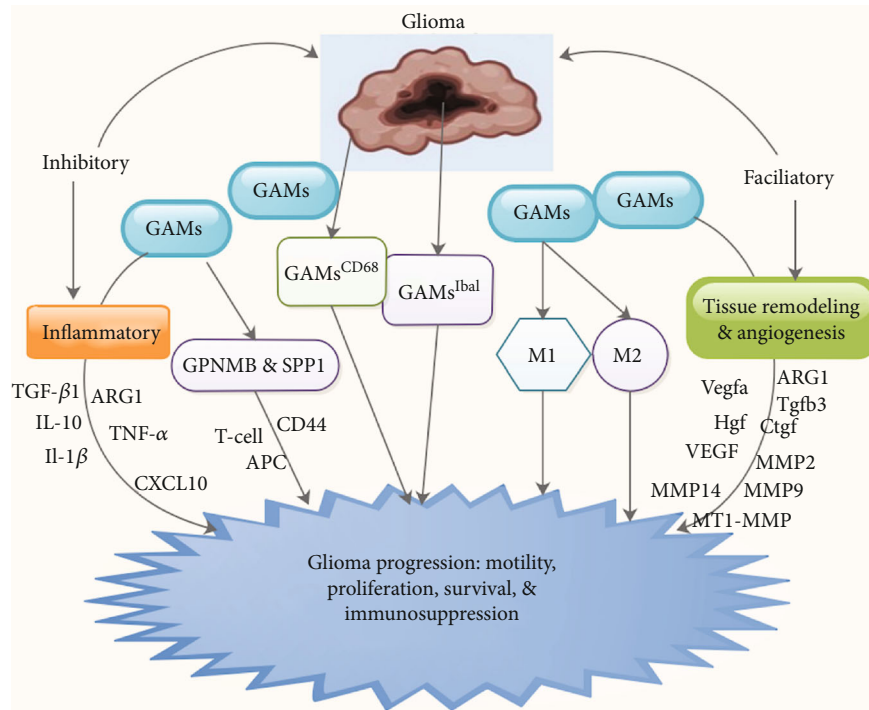 Glioma
Inhibitory
Faciliatory
GAMs
GAMs
GAMs
GAMs
GAMsCD68
GAMsIbal
Inflammatory
GPNMB & SPP1
M1
M2
Tissue remodeling
& angiogenesis
TGF-β1
ARG1
IL-10
TNF-α
Il-1β
CXCL10
T-cell
CD44
APC
Vegfa
ARG1
Tgfb3
Hgf
Ctgf
VEGF
MMP2
MMP14
MMP9
MT1-MMP
Glioma progression: motility,
proliferation, survival, &
immunosuppression